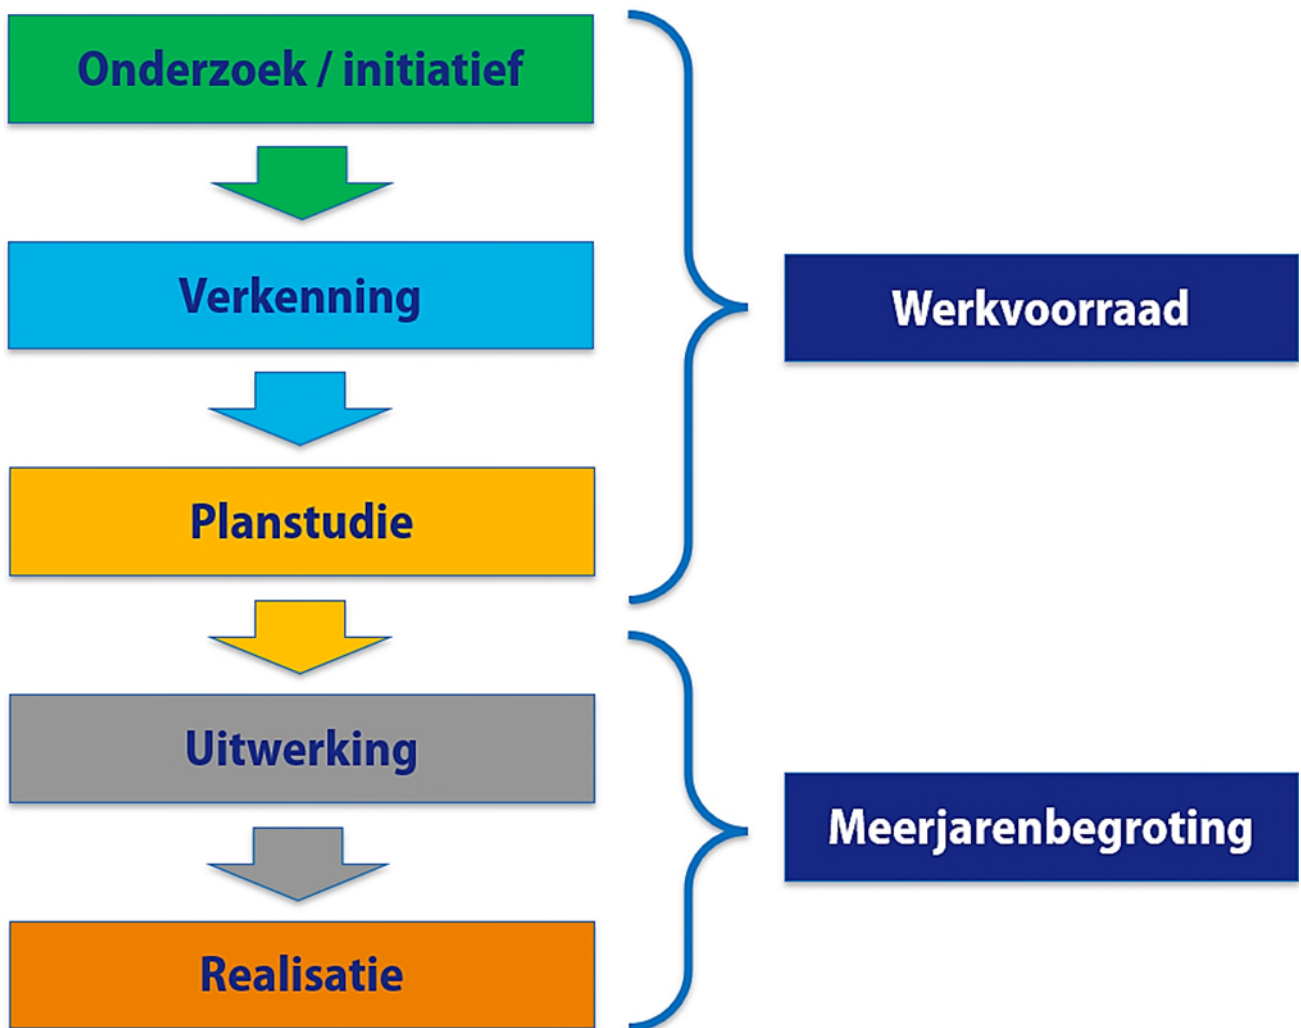 Onderzoek / initiatief
Verkenning
Planstudie
Uitwerking
Realisatie
Werkvoorraad
Meerjarenbegroting